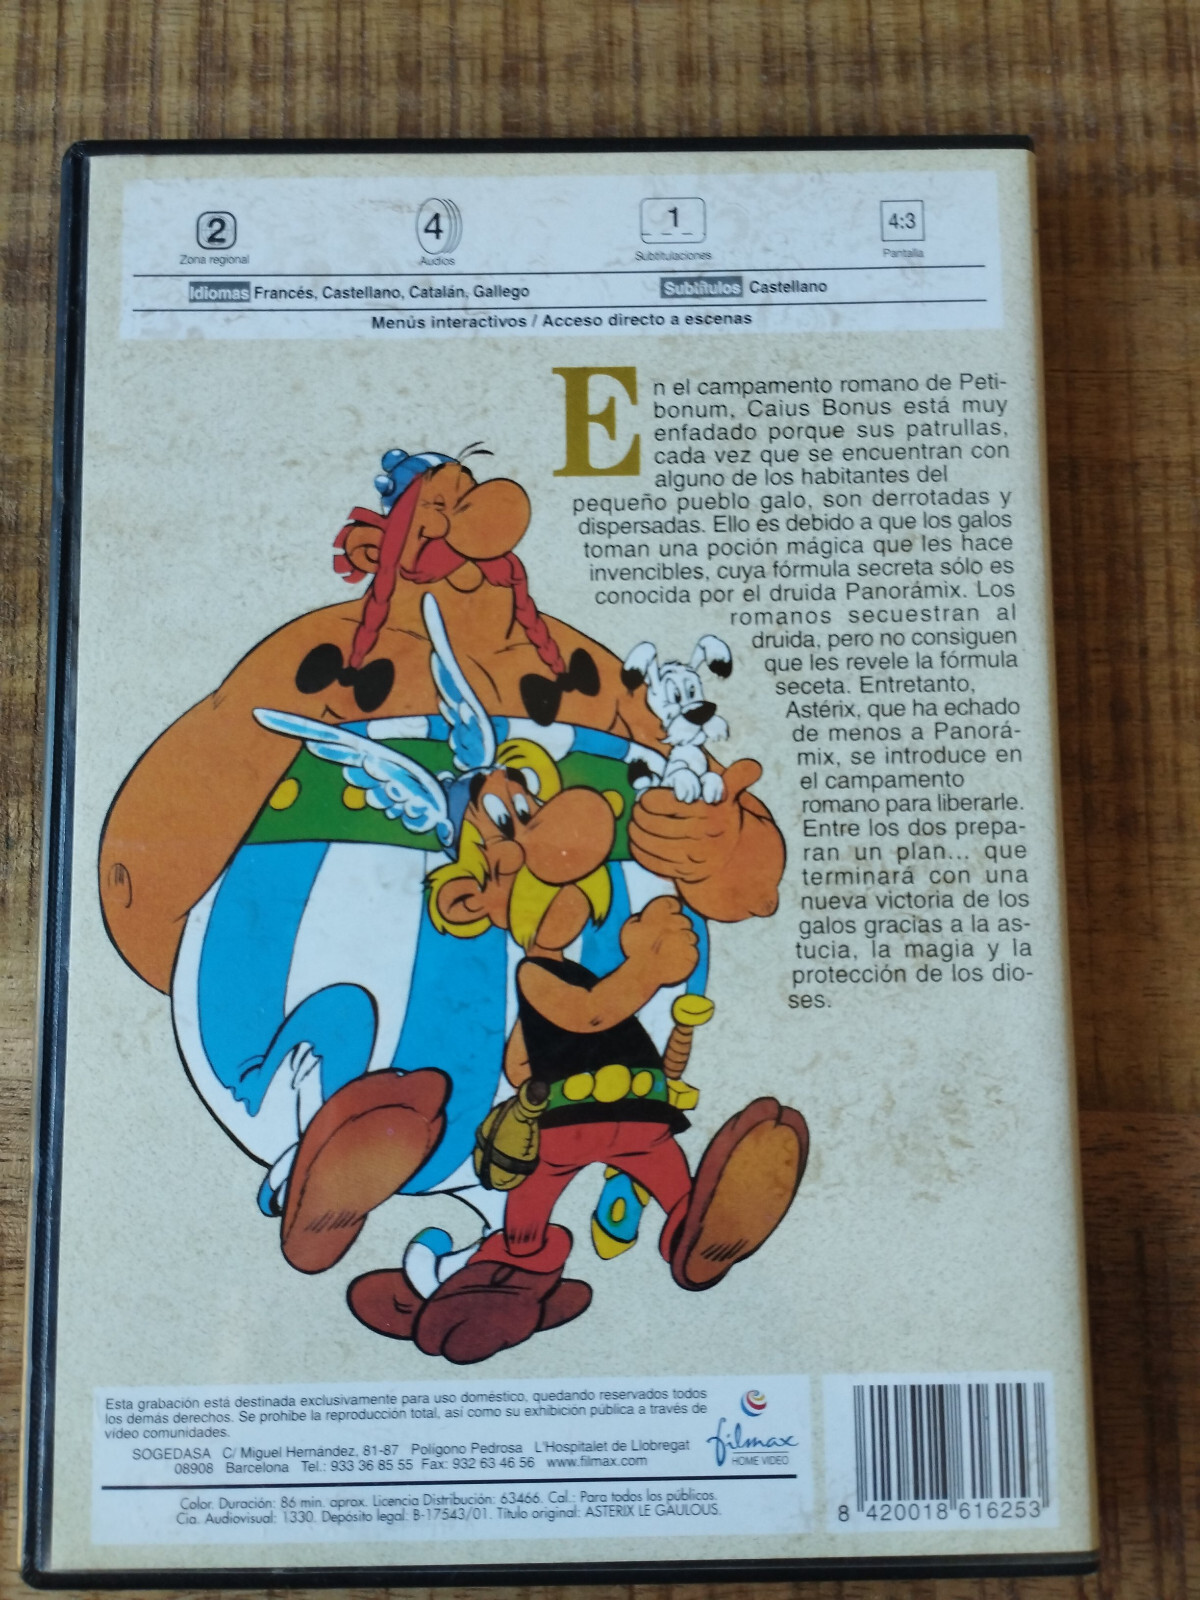 2
Zona regional
4
Audios
1
Subtitulaciones
4:3
Pantalla
Idiomas Francés, Castellano, Catalán, Gallego
Subtítulos Castellano
Menús interactivos / Acceso directo a escenas
En el campamento romano de Peti-
bonum, Caius Bonus está muy
enfadado porque sus patrullas,
cada vez que se encuentran con
alguno de los habitantes del
pequeño pueblo galo, son derrotadas y
dispersadas. Ello es debido a que los galos
toman una poción mágica que les hace
invencibles, cuya fórmula secreta sólo es
conocida por el druida Panorámix. Los
romanos secuestran al
druida, pero no consiguen
que les revele la fórmula
seceta. Entretanto,
Astérix, que ha echado
de menos a Panorá-
mix, se introduce en
el campamento
romano para liberarle.
Entre los dos prepa-
ran un plan... que
terminará con una
nueva victoria de los
galos gracias a la as-
tucia, la magia y la
protección de los dio-
ses.
Esta grabación está destinada exclusivamente para uso doméstico, quedando reservados todos
los demás derechos. Se prohibe la reproducción total, así como su exhibición pública a través de
vídeo comunidades.
SOGEDASA C/ Miguel Hernández, 81-87 Polígono Pedrosa L'Hospitalet de Llobregat
08908 Barcelona Tel.: 933 36 85 55 Fax: 932 63 46 56 www.filmax.com
filmax
HOME VIDEO
Color. Duración: 86 min. aprox. Licencia Distribución: 63466. Cal.: Para todos los públicos.
Cia. Audiovisual: 1330. Depósito legal: B-17543/01. Título original: ASTERIX LE GAULOUS.
8 420018 616253